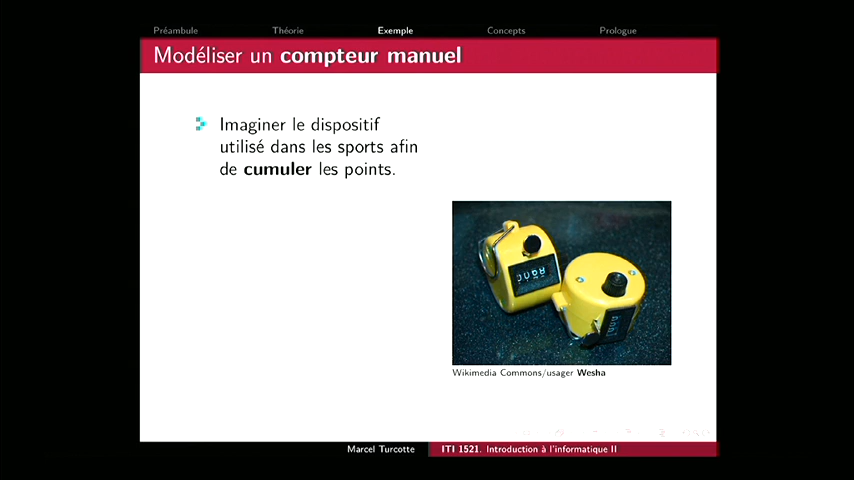 Préambule Théorie Exemple Concepts Prologue
Modéliser un compteur manuel
Imaginer le dispositif
utilisé dans les sports afin
de cumuler les points.
Wikimedia Commons/usager Wesha
Marcel Turcotte ITI 1521. Introduction à l'informatique II